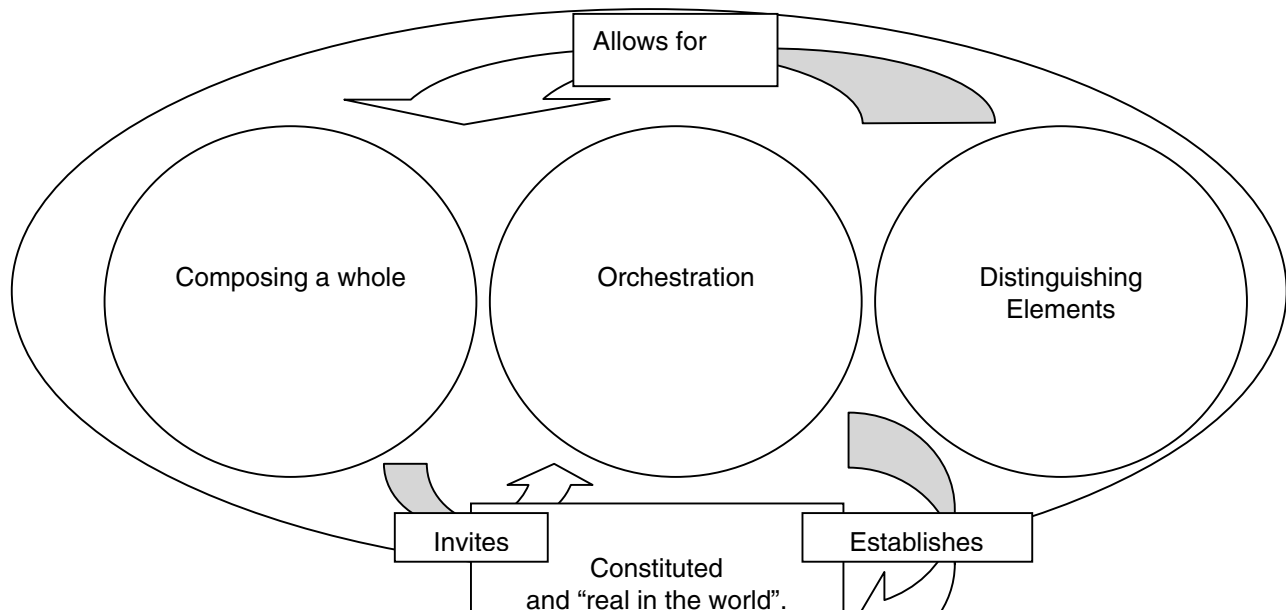 Allows for
Composing a whole
Orchestration
Distinguishing
Elements
Invites
Establishes
Constituted
and “real in the world”.